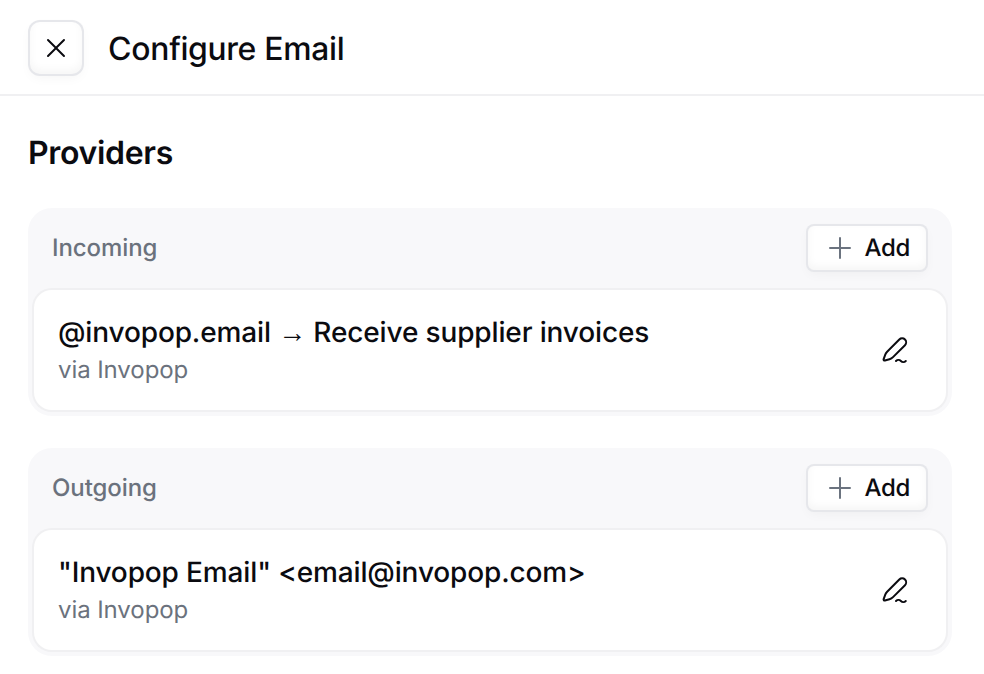 Configure Email
Providers
Incoming
Add
@invopop.email → Receive supplier invoices
via Invopop
Outgoing
Add
"Invopop Email" <email@invopop.com>
via Invopop